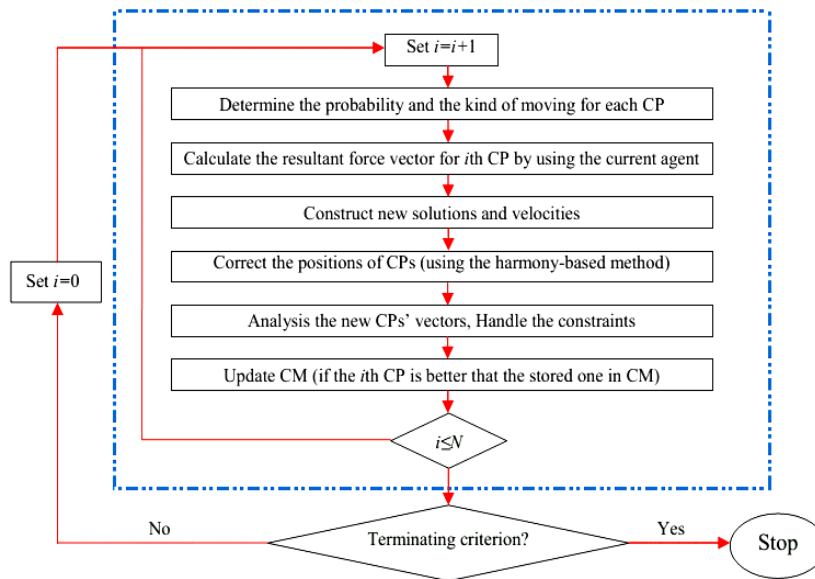 Set i=i+1
Determine the probability and the kind of moving for each CP
Calculate the resultant force vector for ith CP by using the current agent
Construct new solutions and velocities
Correct the positions of CPs (using the harmony-based method)
Set i=0
Analysis the new CPs' vectors, Handle the constraints
Update CM (if the ith CP is better that the stored one in CM)
i≤N
No
Terminating criterion?
Yes
Stop